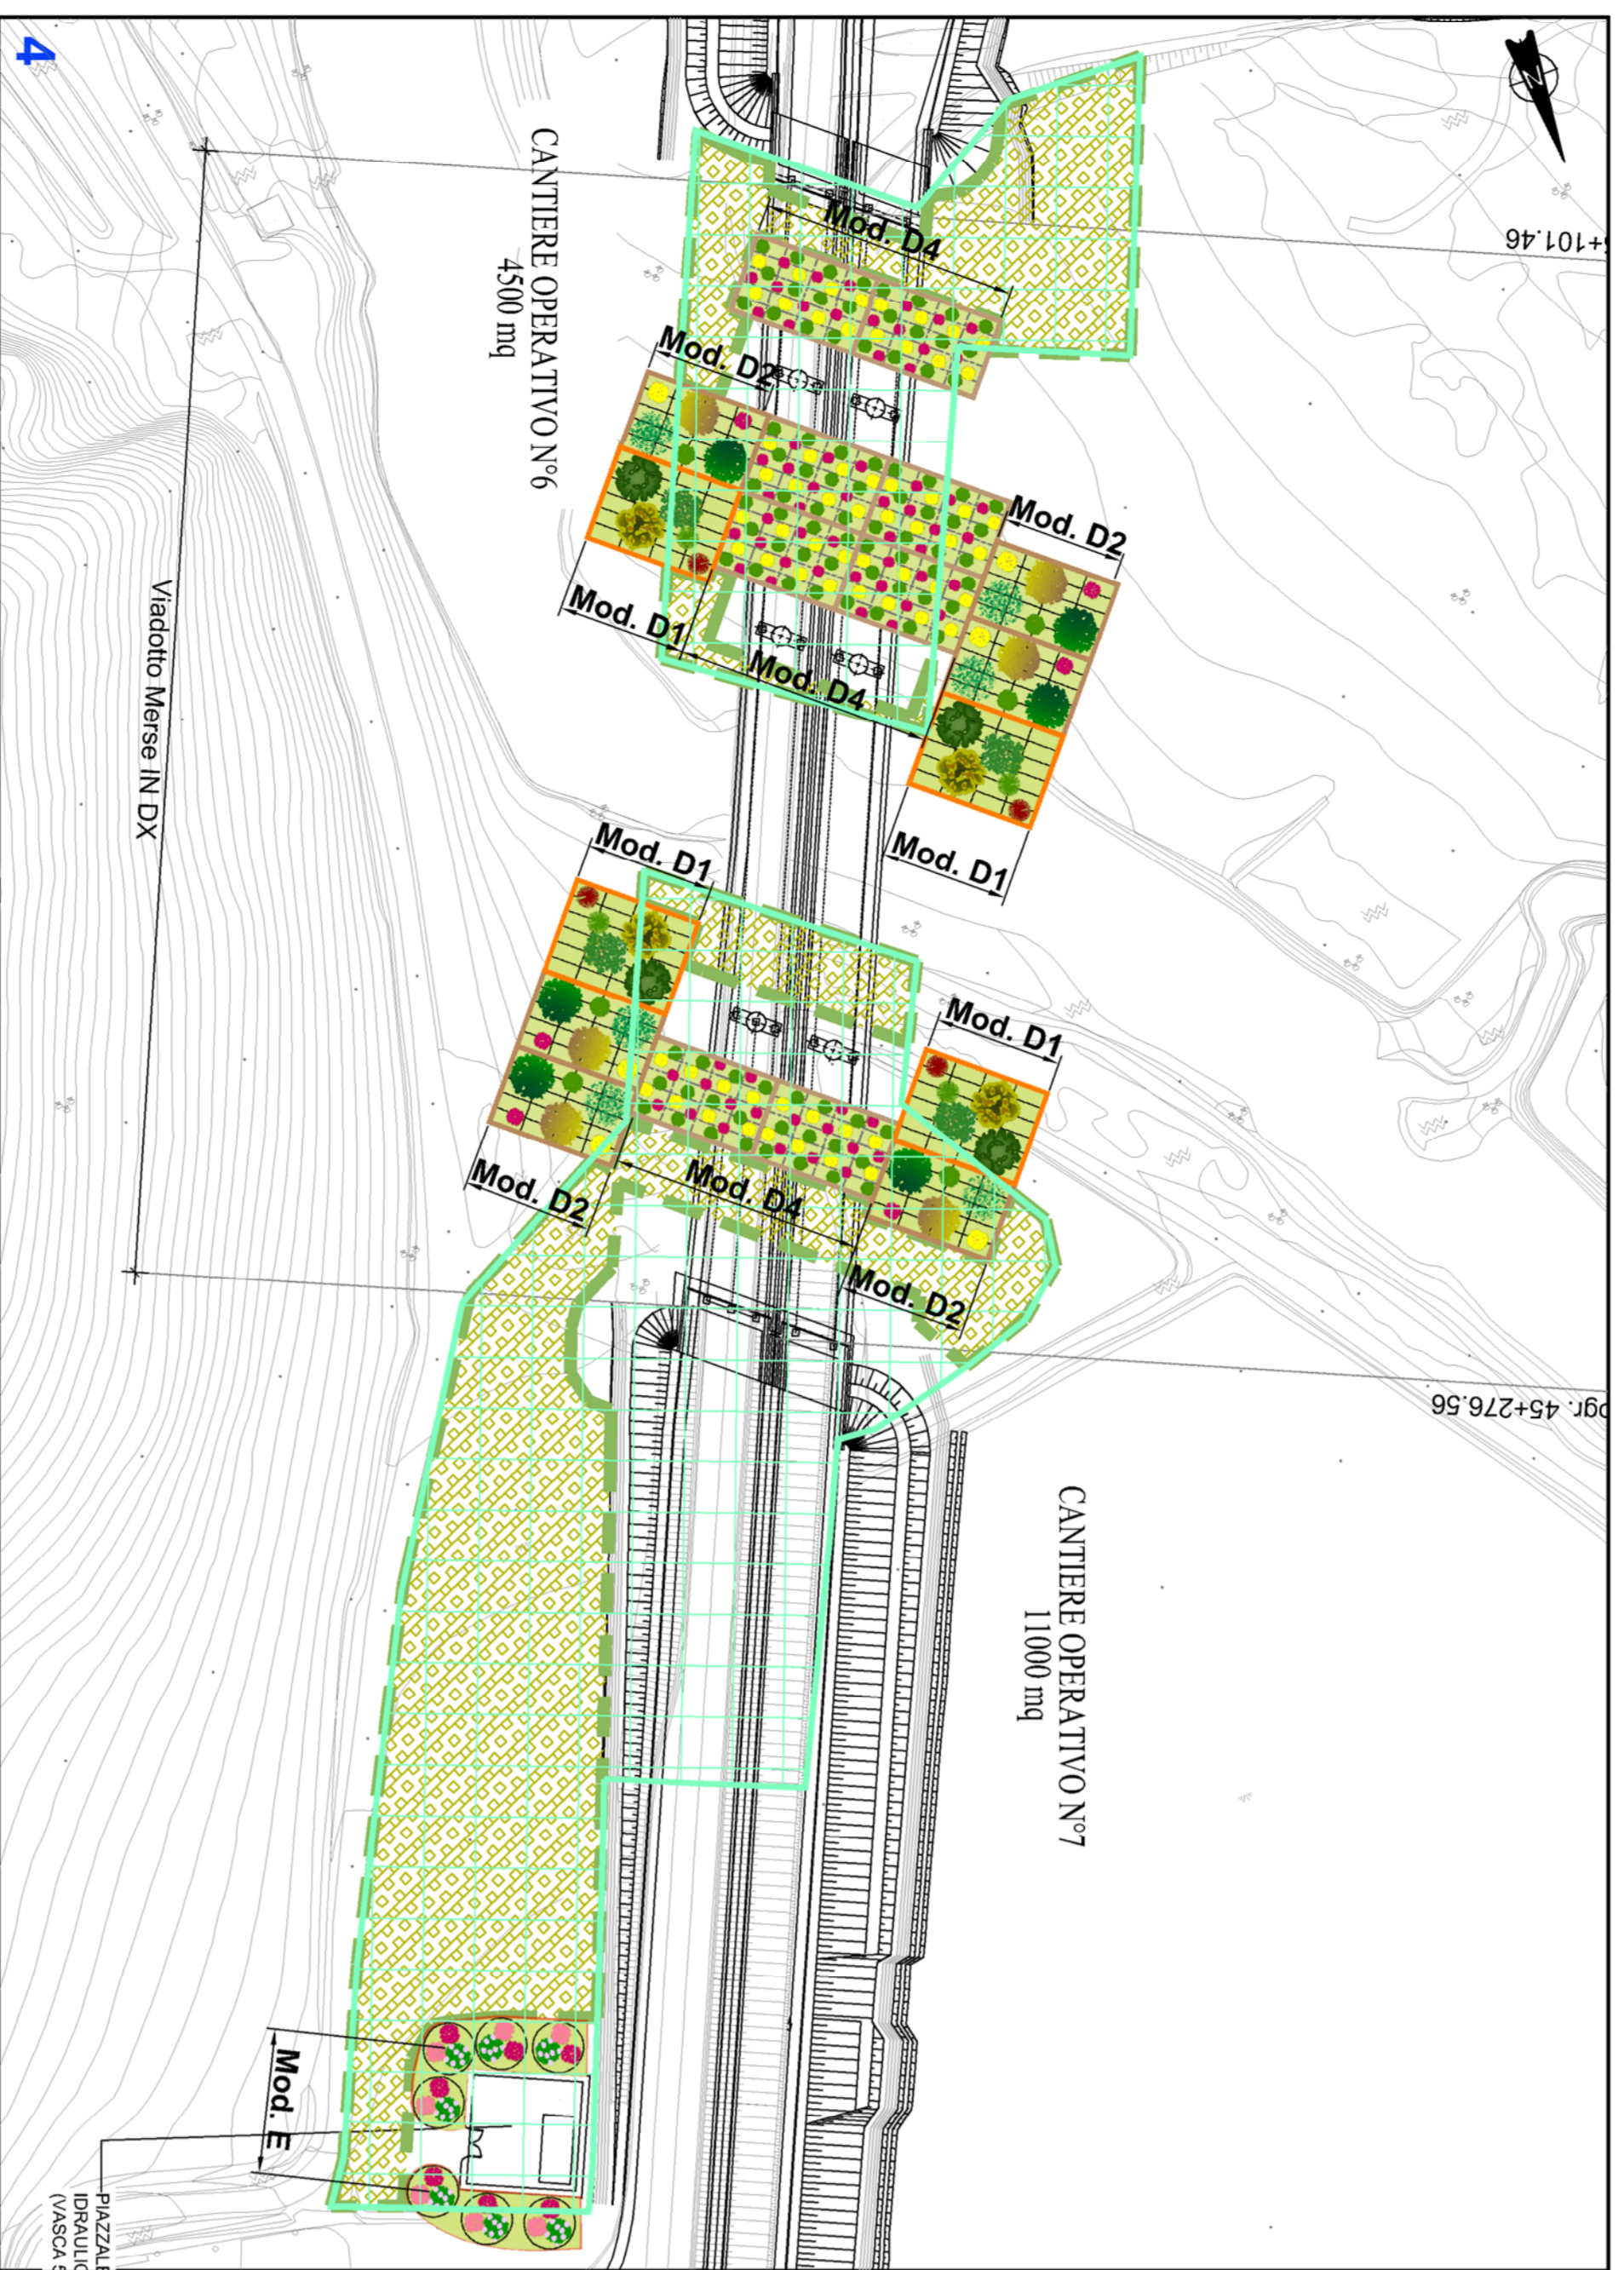 4
N
CANTIERE OPERATIVO N°6
4500 mq
Mod. D4
+101.46
Mod. D2
Mod. D2
Mod. D1
Mod. D4
Mod. D1
Viadotto Merse IN DX
Mod. D1
Mod. D1
Mod. D2
Mod. D4
Mod. D2
pgr. 45+276.56
CANTIERE OPERATIVO N°7
11000 mq
Mod. E
PIAZZALE
IDRAULIC
(VASCA 5